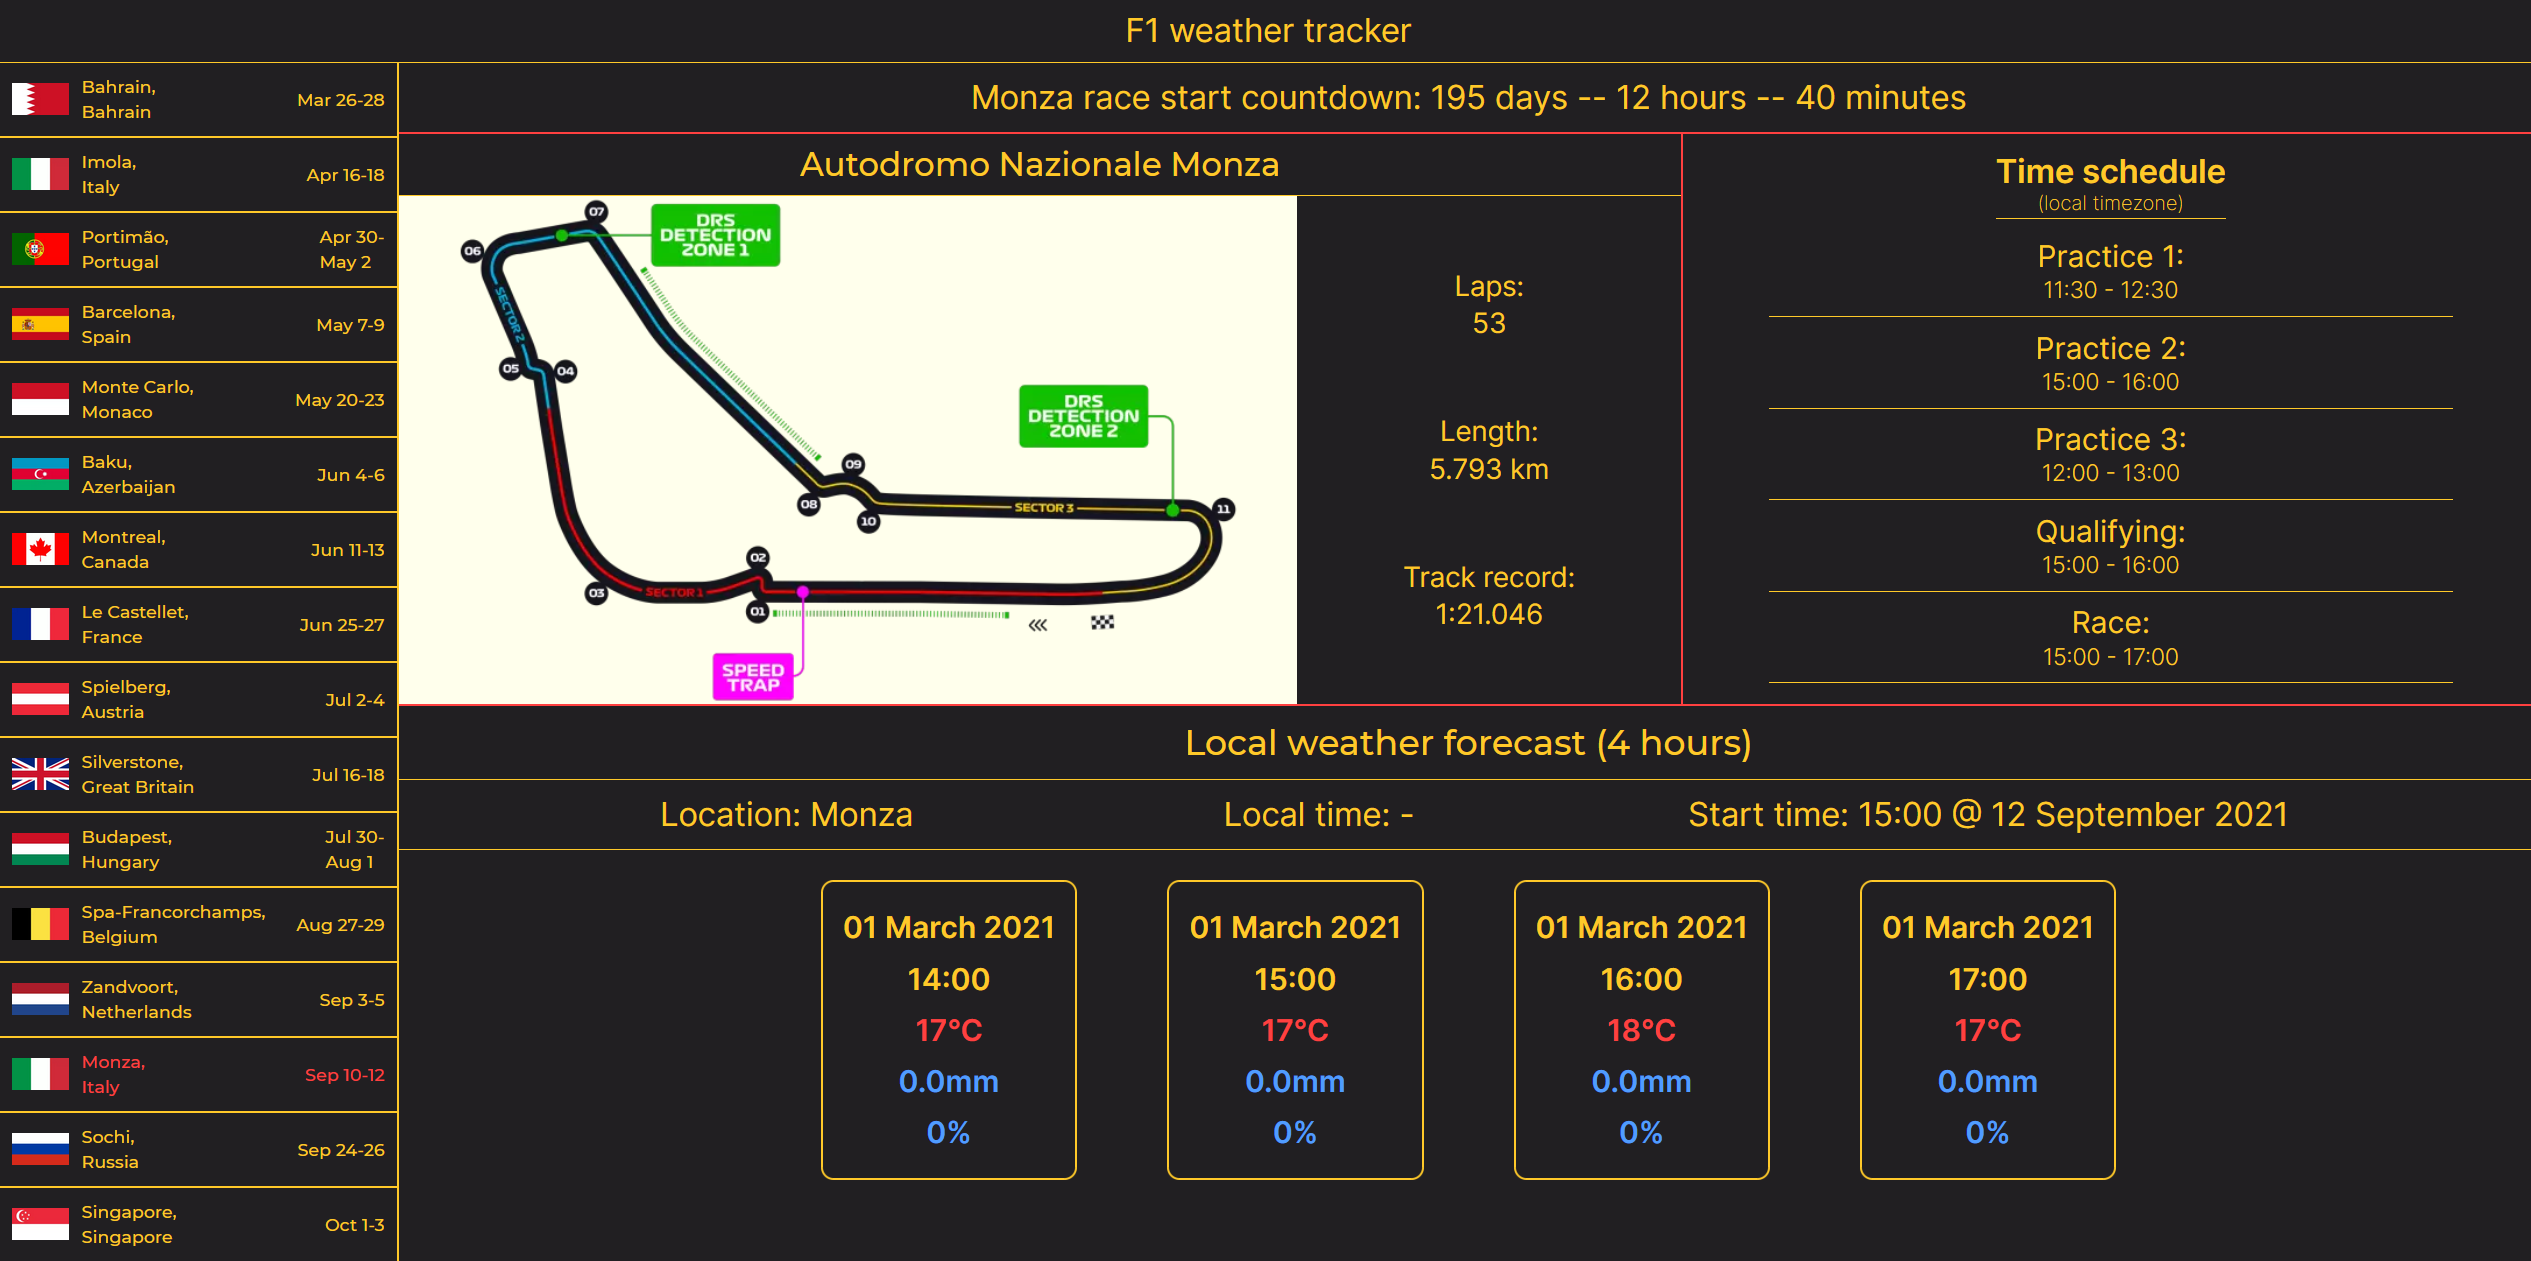 F1 weather tracker
Bahrain,
Bahrain
Mar 26-28
Imola,
Italy
Apr 16-18
Portimão,
Portugal
Apr 30-
May 2
Barcelona,
Spain
May 7-9
Monte Carlo,
Monaco
May 20-23
Baku,
Azerbaijan
Jun 4-6
Montreal,
Canada
Jun 11-13
Le Castellet,
France
Jun 25-27
Spielberg,
Austria
Jul 2-4
Silverstone,
Great Britain
Jul 16-18
Budapest,
Hungary
Jul 30-
Aug 1
Spa-Francorchamps,
Belgium
Aug 27-29
Zandvoort,
Netherlands
Sep 3-5
Monza,
Italy
Sep 10-12
Sochi,
Russia
Sep 24-26
Singapore,
Singapore
Oct 1-3
Monza race start countdown: 195 days -- 12 hours -- 40 minutes
Autodromo Nazionale Monza
07
DRS
DETECTION
ZONE 1
06
SECTOR 2
05
04
DRS
DETECTION
ZONE 2
09
08
10
SECTOR 3
11
02
03
SECTOR 1
01
SPEED
TRAP
Laps:
53
Length:
5.793 km
Track record:
1:21.046
Time schedule
(local timezone)
Practice 1:
11:30 - 12:30
Practice 2:
15:00 - 16:00
Practice 3:
12:00 - 13:00
Qualifying:
15:00 - 16:00
Race:
15:00 - 17:00
Local weather forecast (4 hours)
Location: Monza
Local time: -
Start time: 15:00 @ 12 September 2021
01 March 2021
14:00
17°C
0.0mm
0%
01 March 2021
15:00
17°C
0.0mm
0%
01 March 2021
16:00
18°C
0.0mm
0%
01 March 2021
17:00
17°C
0.0mm
0%